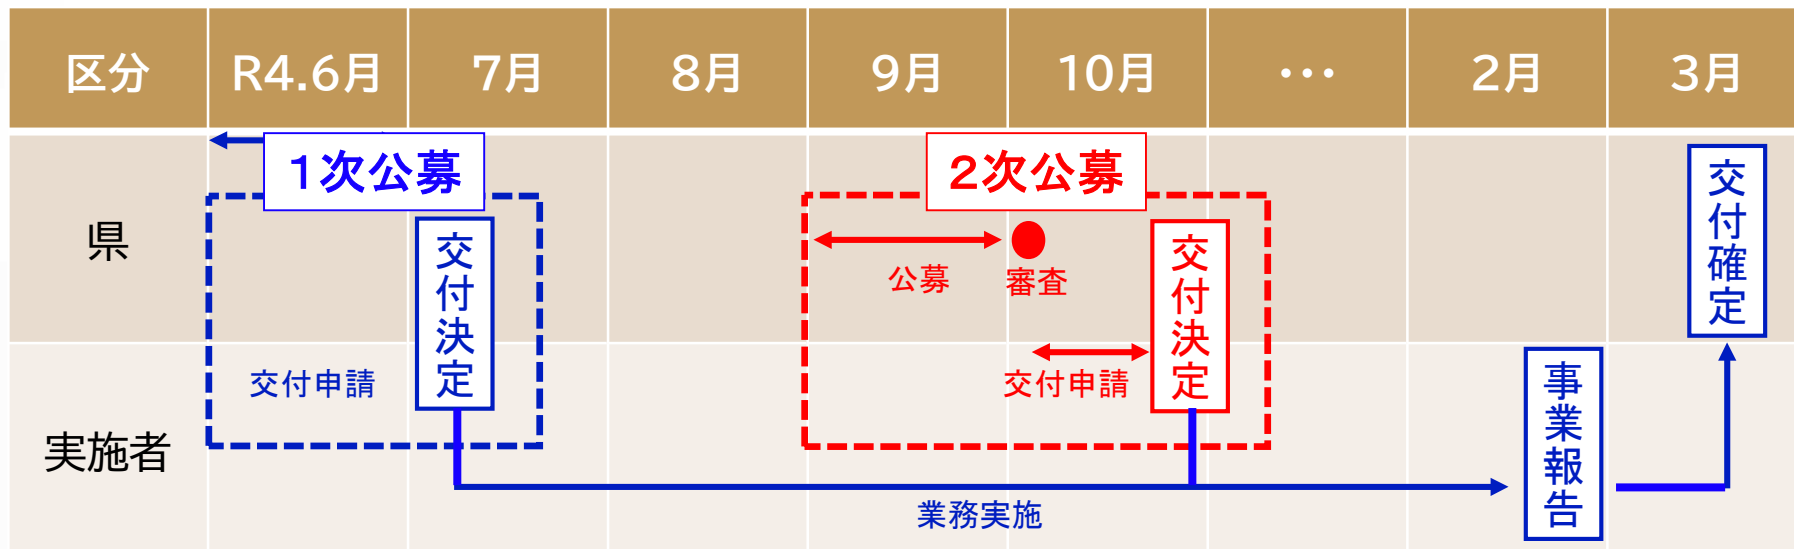 区分 R4.6月 7月 8月 9月 10月 ・・・ 2月 3月
1次公募
2次公募
県
交付決定
公募
審査
交付決定
交付確定
交付申請
交付申請
実施者
業務実施
事業報告